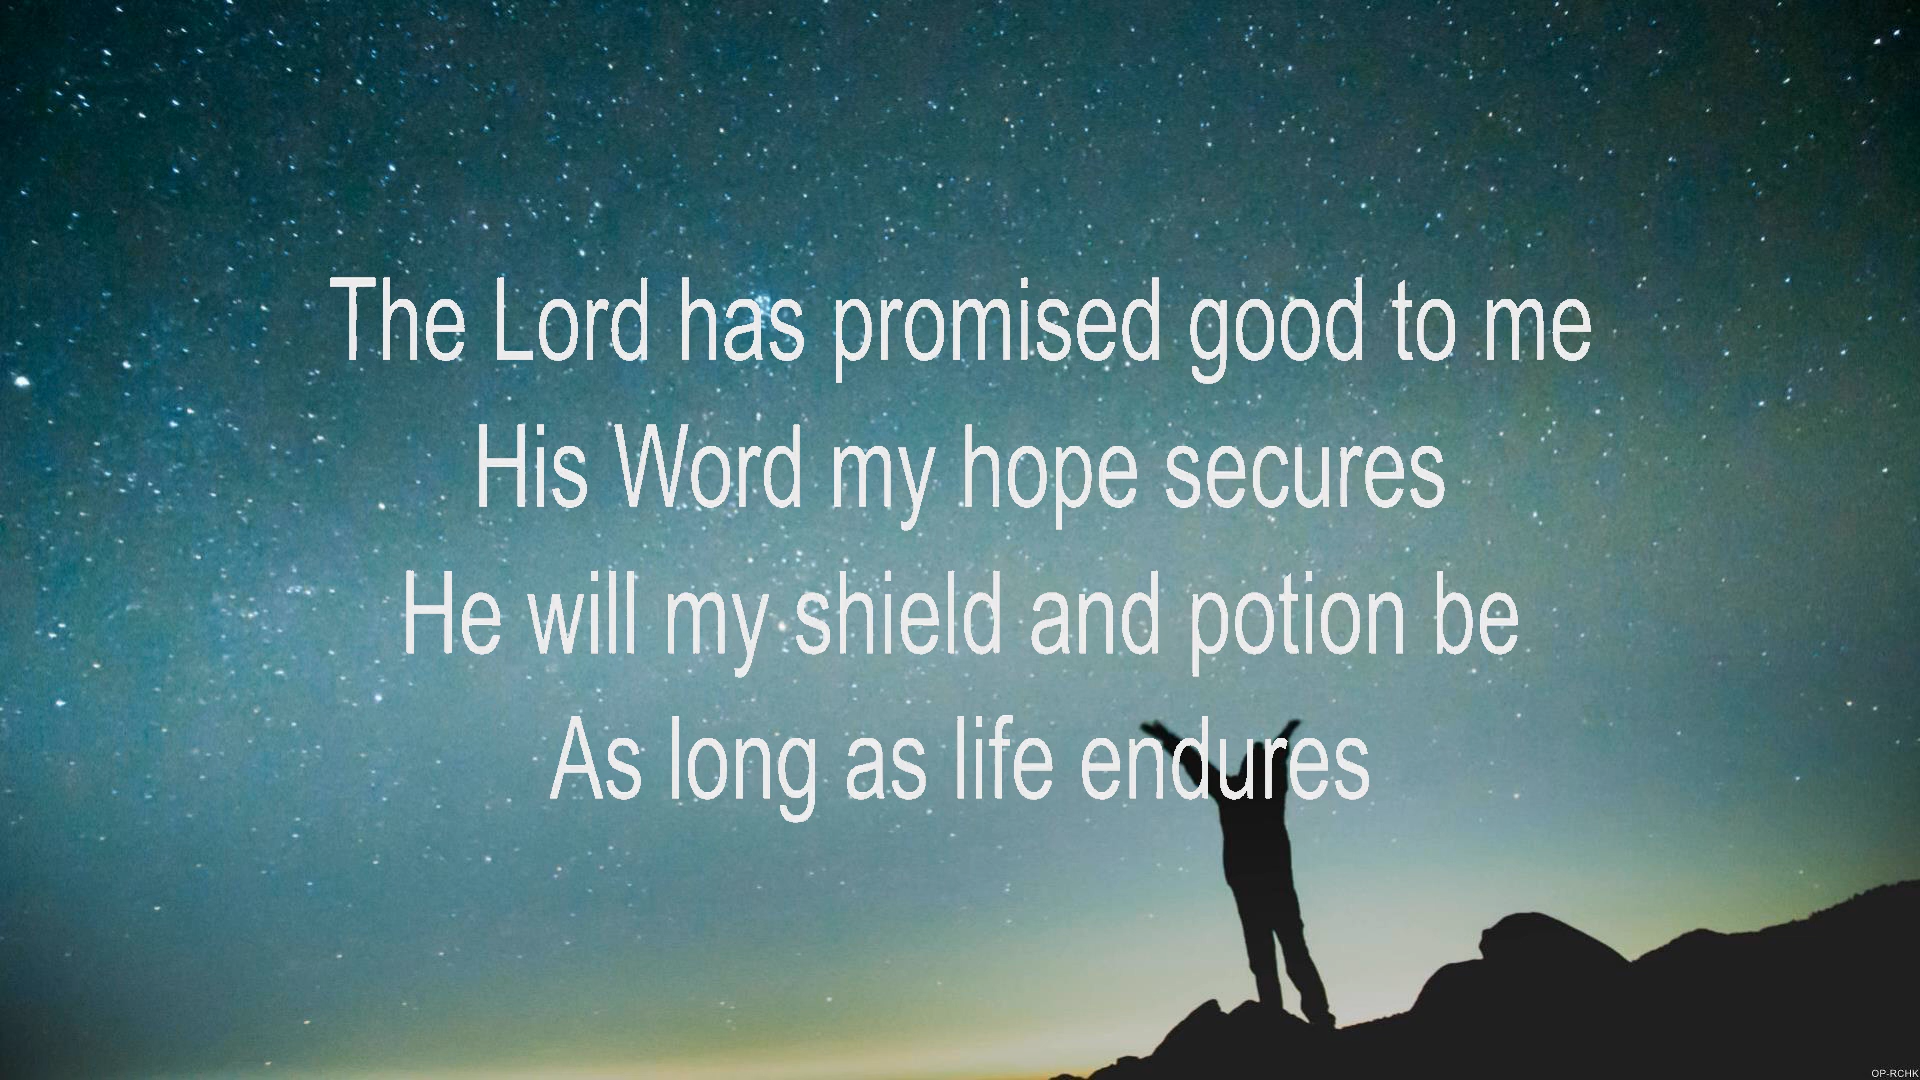 The Lord has promised good to me
His Word my hope secures
He will my shield and potion be
As long as life endures
OP-RCHK